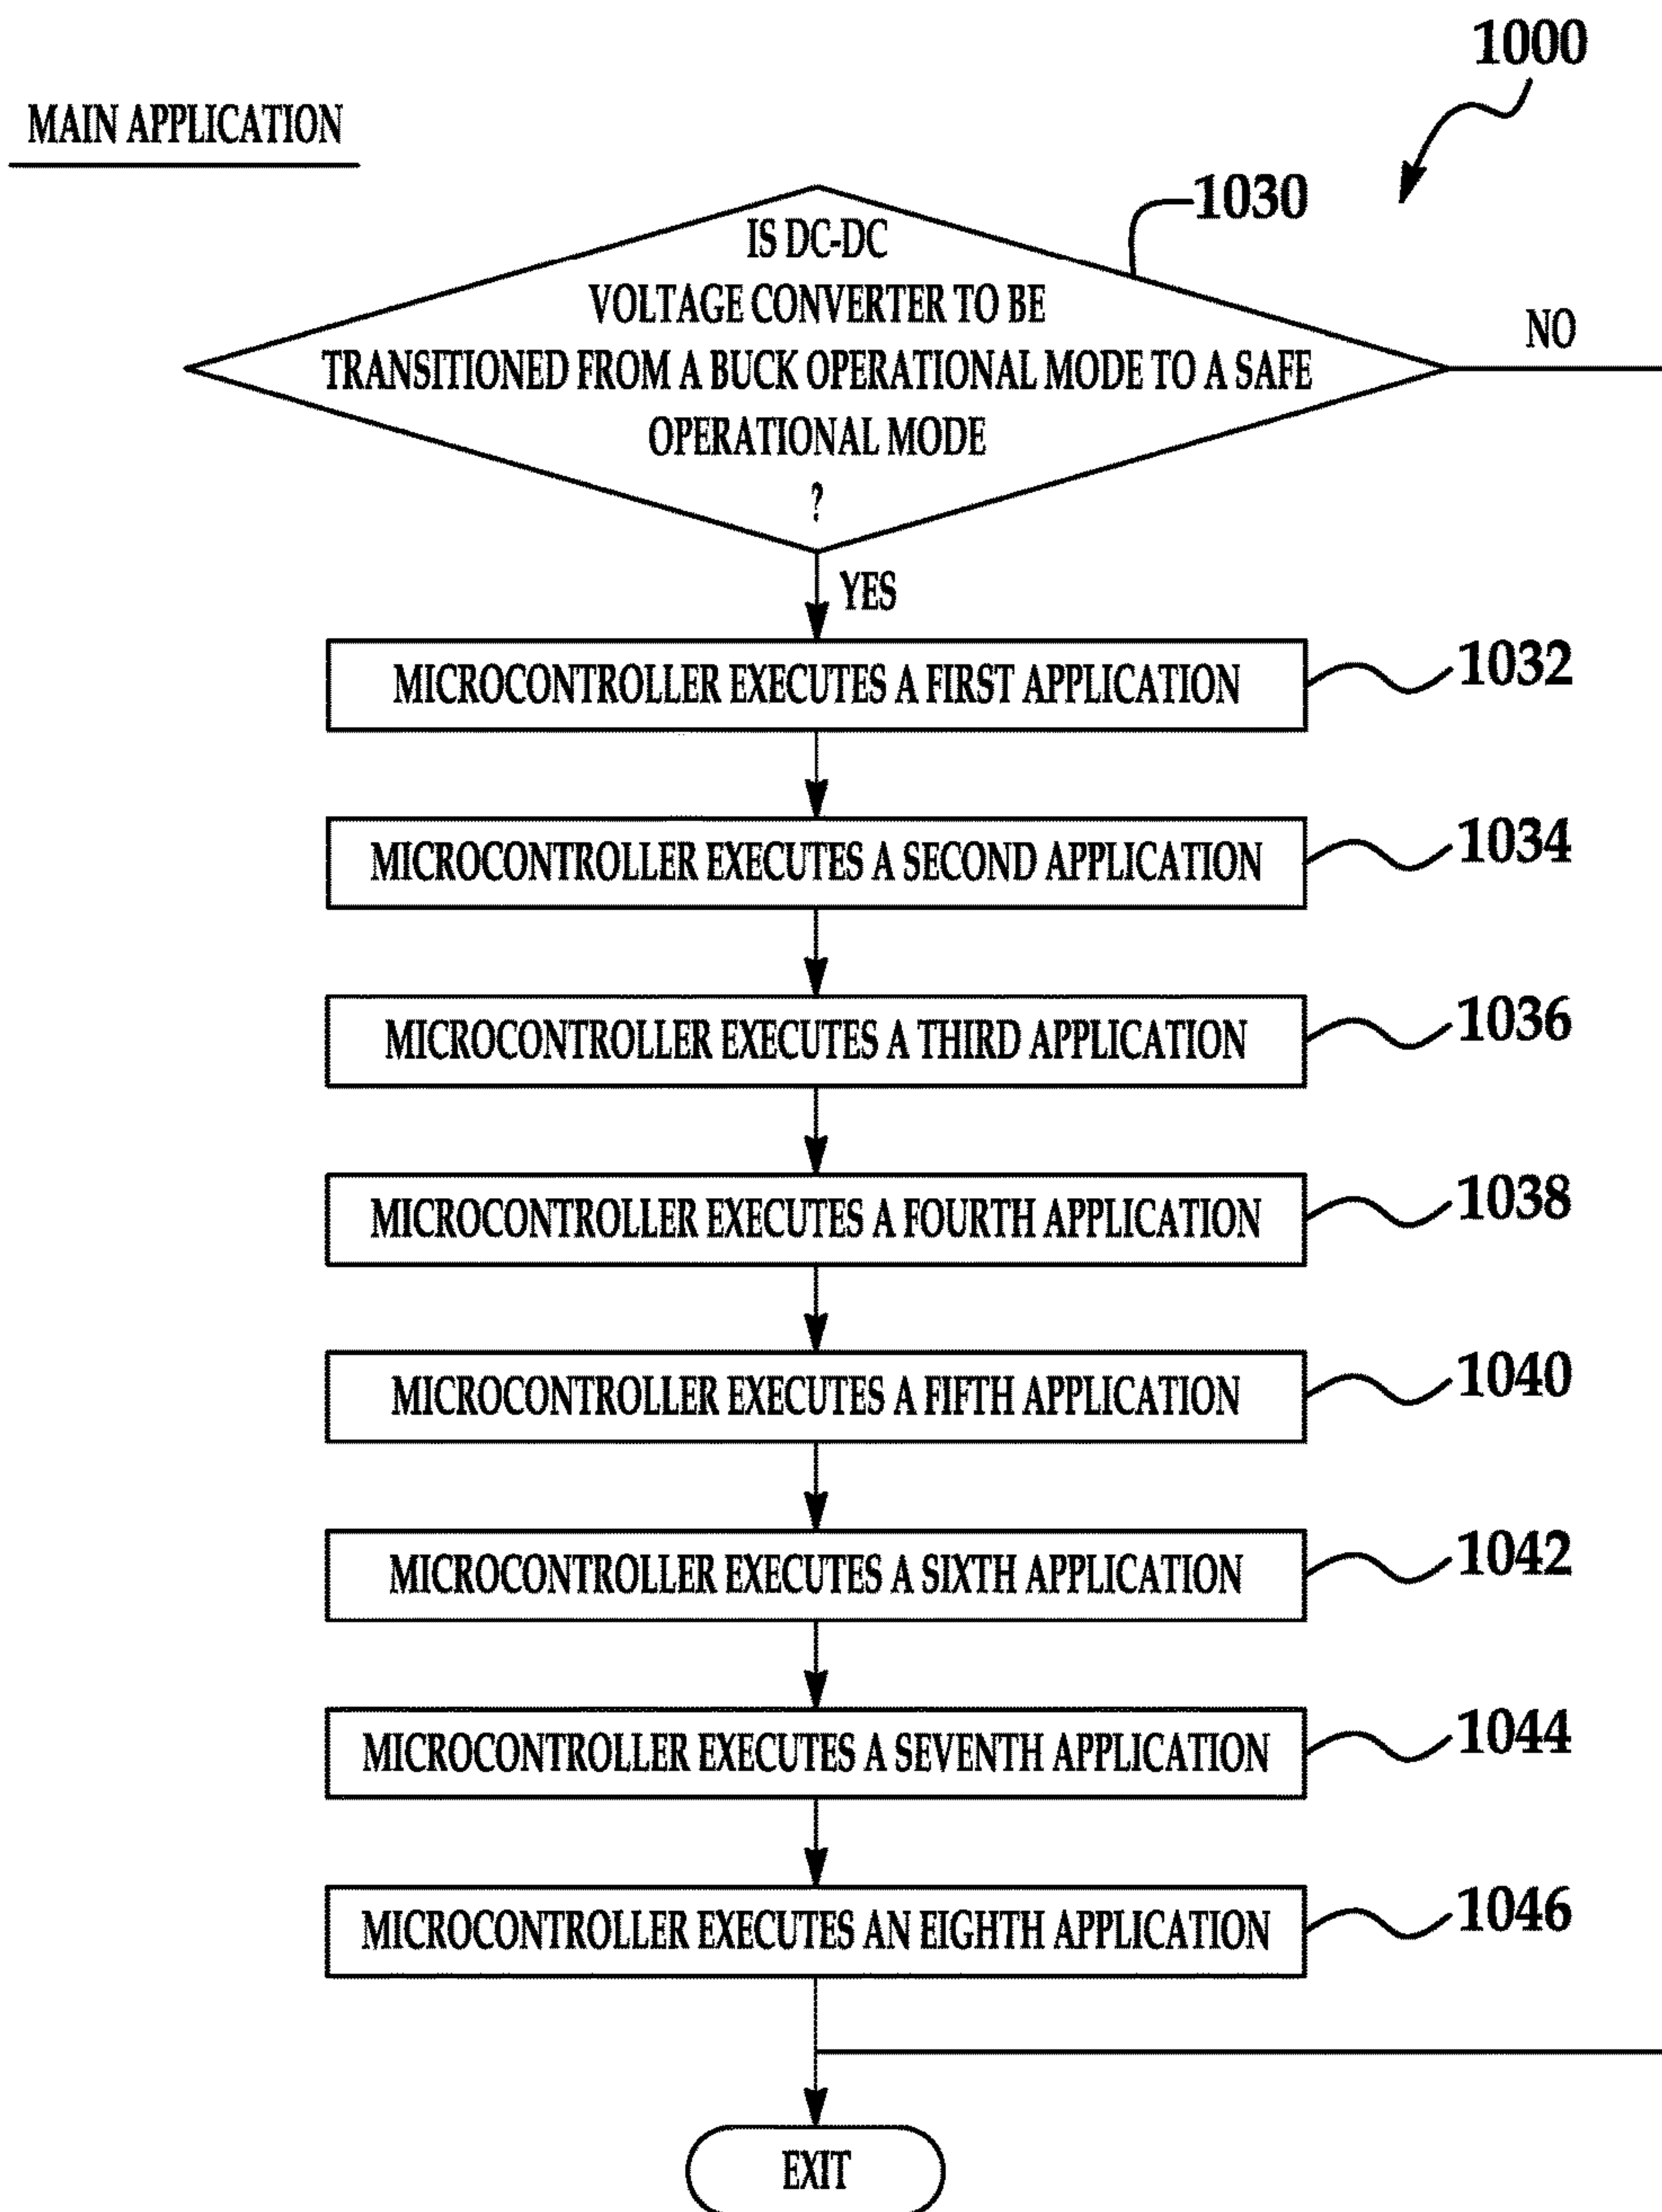 1000
MAIN APPLICATION
1030
IS DC-DC
VOLTAGE CONVERTER TO BE
TRANSITIONED FROM A BUCK OPERATIONAL MODE TO A SAFE
OPERATIONAL MODE
?
NO
YES
MICROCONTROLLER EXECUTES A FIRST APPLICATION
1032
MICROCONTROLLER EXECUTES A SECOND APPLICATION
1034
MICROCONTROLLER EXECUTES A THIRD APPLICATION
1036
MICROCONTROLLER EXECUTES A FOURTH APPLICATION
1038
MICROCONTROLLER EXECUTES A FIFTH APPLICATION
1040
MICROCONTROLLER EXECUTES A SIXTH APPLICATION
1042
MICROCONTROLLER EXECUTES A SEVENTH APPLICATION
1044
MICROCONTROLLER EXECUTES AN EIGHTH APPLICATION
1046
EXIT